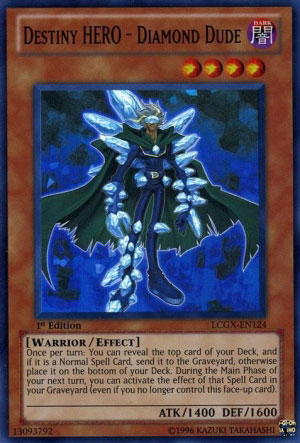 DESTINY HERO - DIAMOND DUDE
DARK
闇
1st Edition
LCGX-EN124
[WARRIOR / EFFECT]
Once per turn: You can reveal the top card of your Deck, and
if it is a Normal Spell Card, send it to the Graveyard, otherwise
place it on the bottom of your Deck. During the Main Phase of
your next turn, you can activate the effect of that Spell Card in
your Graveyard (even if you no longer control this face-up card).
ATK/1400 DEF/1600
13093792
©1996 KAZUKI TAKAHASHI